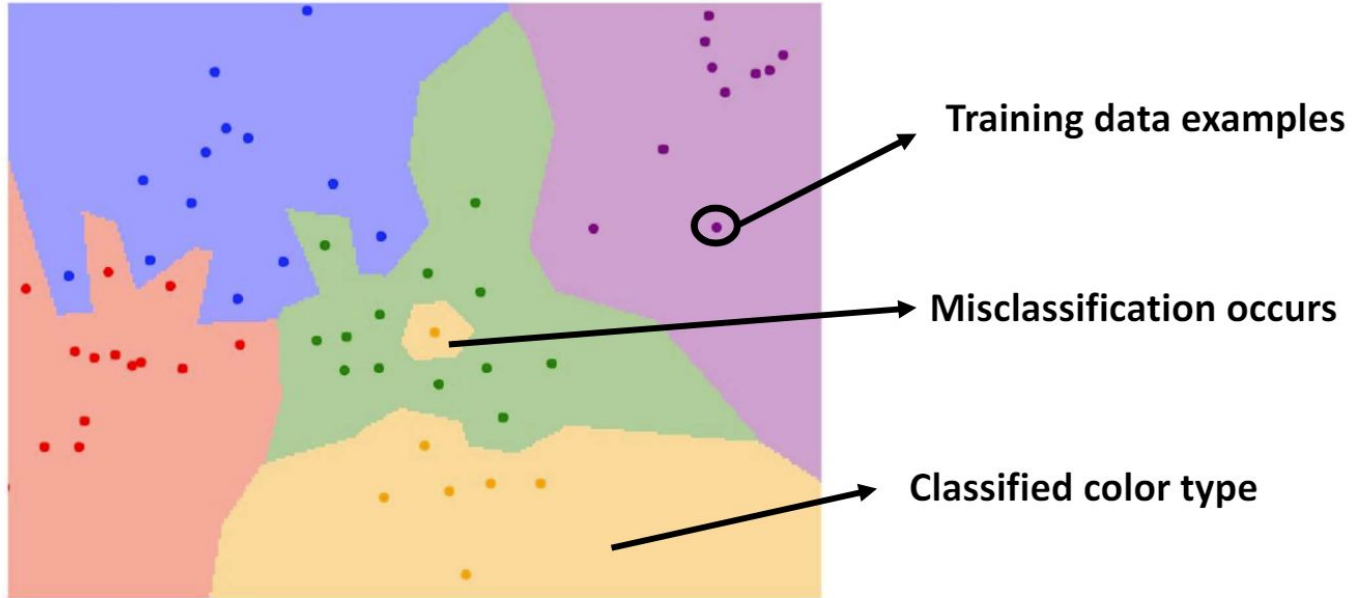 Training data examples
Misclassification occurs
Classified color type